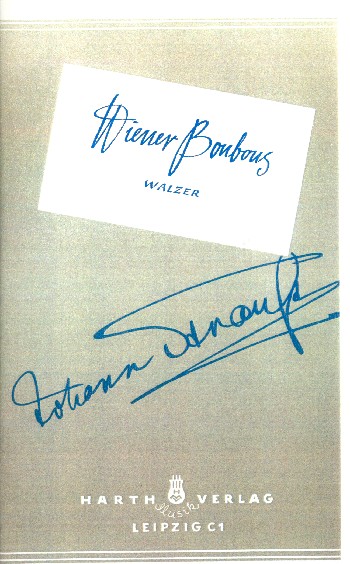 Wiener Bonbons
WALZER
Johann Strauß
HARTH Musik VERLAG
LEIPZIG C1